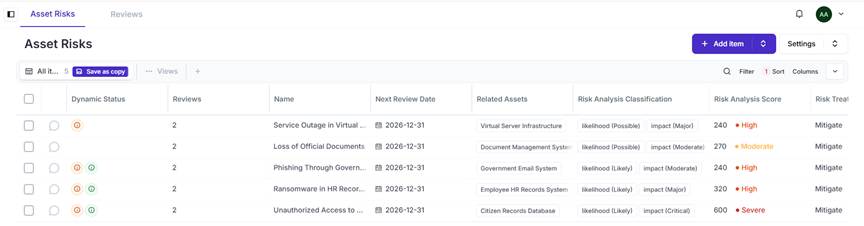 Asset Risks Reviews AA
Asset Risks + Add item Settings
All it... 5 Save as copy ... Views + Filter 1 Sort Columns
Dynamic Status Reviews Name Next Review Date Related Assets Risk Analysis Classification Risk Analysis Score Risk Treat
2 Service Outage in Virtual ... 2026-12-31 Virtual Server Infrastructure likelihood (Possible) impact (Major) 240 High Mitigate
2 Loss of Official Documents 2026-12-31 Document Management System likelihood (Possible) impact (Moderate) 270 Moderate Mitigate
2 Phishing Through Govern... 2026-12-31 Government Email System likelihood (Likely) impact (Moderate) 240 High Mitigate
2 Ransomware in HR Recor... 2026-12-31 Employee HR Records System likelihood (Likely) impact (Major) 320 High Mitigate
2 Unauthorized Access to ... 2026-12-31 Citizen Records Database likelihood (Likely) impact (Critical) 600 Severe Mitigate